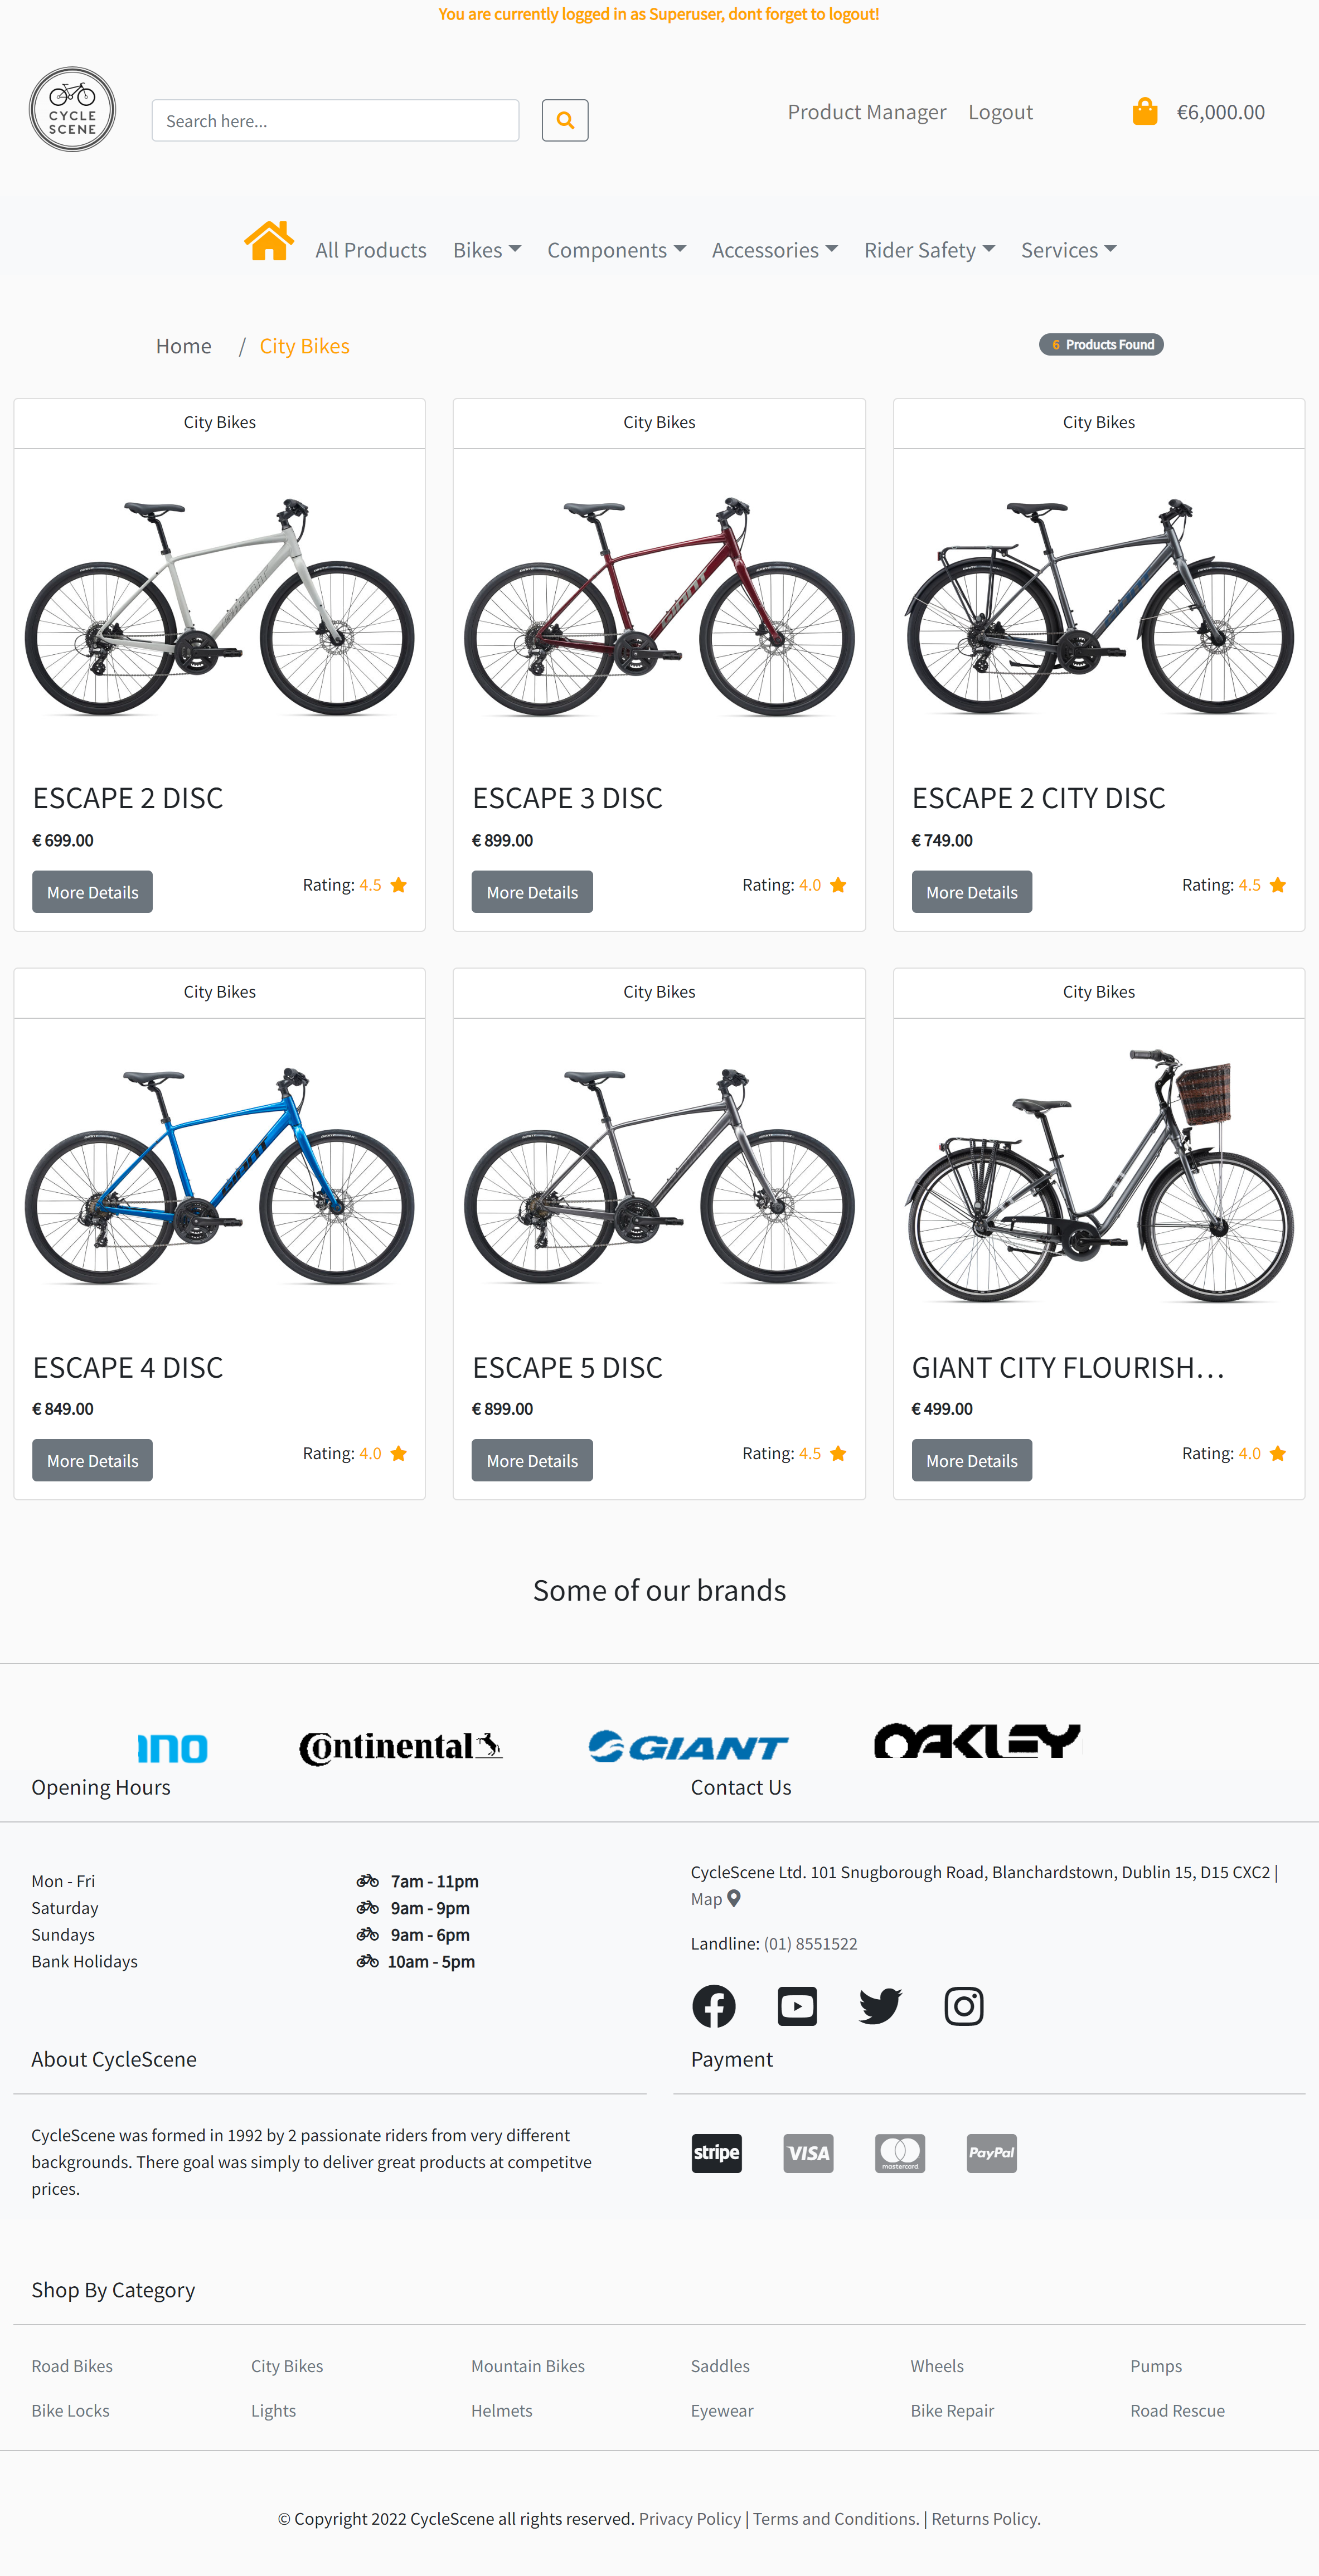 You are currently logged in as Superuser, dont forget to logout!
CYCLE
SCENE
Search here...
Product Manager Logout
€6,000.00
All Products Bikes Components Accessories Rider Safety Services
Home / City Bikes
6 Products Found
City Bikes
City Bikes
City Bikes
GIANT
ESCAPE 2 DISC
€ 699.00
More Details
Rating: 4.5
ESCAPE 3 DISC
€ 899.00
More Details
Rating: 4.0
ESCAPE 2 CITY DISC
€ 749.00
More Details
Rating: 4.5
City Bikes
City Bikes
City Bikes
ESCAPE 4 DISC
€ 849.00
More Details
Rating: 4.0
ESCAPE 5 DISC
€ 899.00
More Details
Rating: 4.5
GIANT CITY FLOURISH...
€ 499.00
More Details
Rating: 4.0
Some of our brands
Continental
GIANT
OAKLEY
Opening Hours
Mon - Fri 7am - 11pm
Saturday 9am - 9pm
Sundays 9am - 6pm
Bank Holidays 10am - 5pm
Contact Us
CycleScene Ltd. 101 Snugborough Road, Blanchardstown, Dublin 15, D15 CXC2 |
Map
Landline: (01) 8551522
About CycleScene
CycleScene was formed in 1992 by 2 passionate riders from very different
backgrounds. There goal was simply to deliver great products at competitve
prices.
Payment
stripe
VISA
mastercard
PayPal
Shop By Category
Road Bikes City Bikes Mountain Bikes Saddles Wheels Pumps
Bike Locks Lights Helmets Eyewear Bike Repair Road Rescue
© Copyright 2022 CycleScene all rights reserved. Privacy Policy | Terms and Conditions. | Returns Policy.